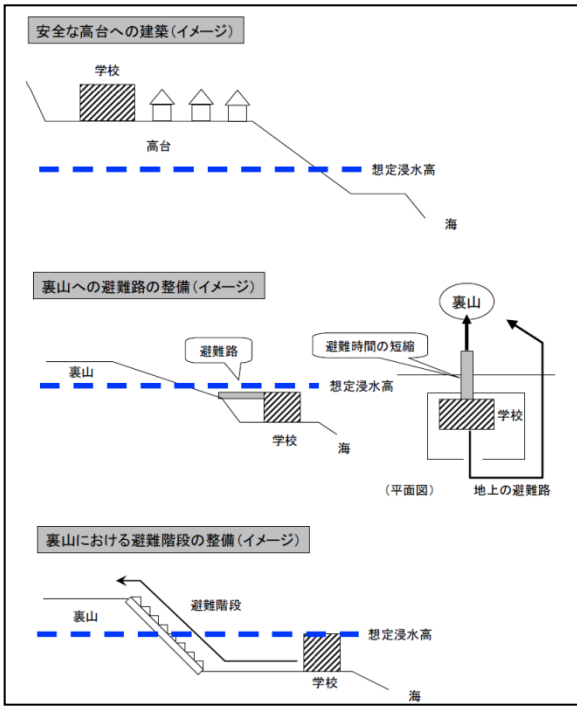 安全な高台への建築(イメージ)
学校
高台
想定浸水高
海
裏山への避難路の整備(イメージ)
裏山
避難路
避難時間の短縮
裏山
想定浸水高
学校
学校
海
(平面図)
地上の避難路
裏山における避難階段の整備(イメージ)
避難階段
裏山
想定浸水高
学校
海